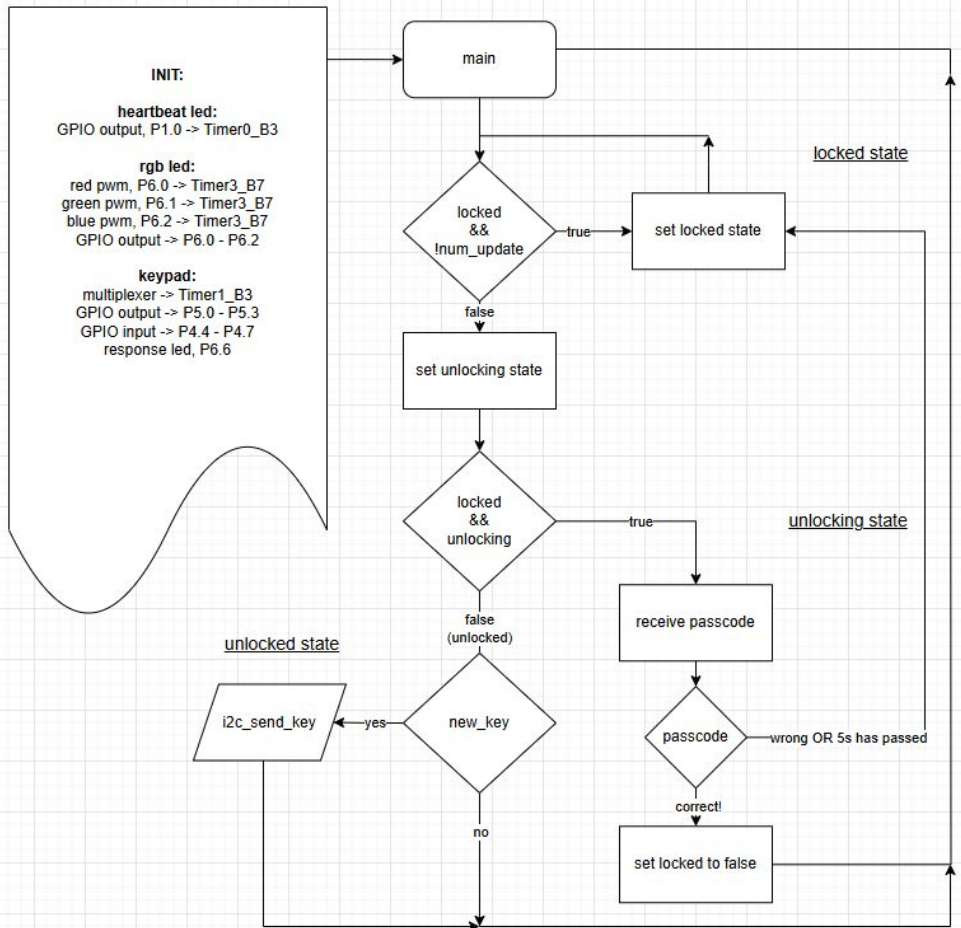 INIT:
heartbeat led:
GPIO output, P1.0 -> Timer0_B3
rgb led:
red pwm, P6.0 -> Timer3_B7
green pwm, P6.1 -> Timer3_B7
blue pwm, P6.2 -> Timer3_B7
GPIO output -> P6.0 - P6.2
keypad:
multiplexer -> Timer1_B3
GPIO output -> P5.0 - P5.3
GPIO input -> P4.4 - P4.7
response led, P6.6
main
locked state
locked
&&
!num_update
true
set locked state
false
set unlocking state
locked
&&
unlocking
true
unlocking state
false
(unlocked)
receive passcode
unlocked state
i2c_send_key
yes
new_key
passcode
wrong OR 5s has passed
correct!
no
set locked to false